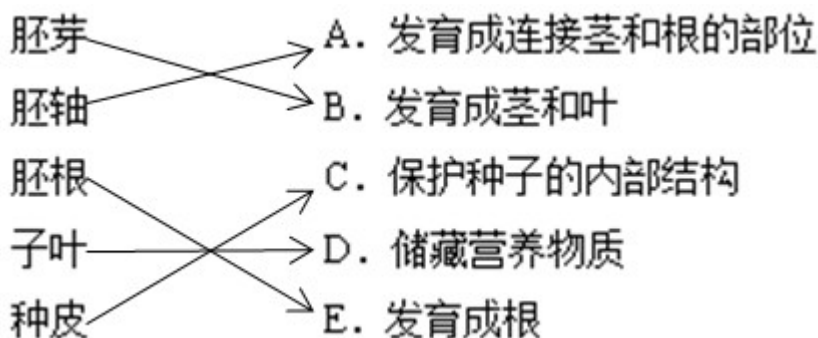 胚芽 A．发育成连接茎和根的部位
胚轴 B．发育成茎和叶
胚根 C．保护种子的内部结构
子叶 D．储藏营养物质
种皮 E．发育成根